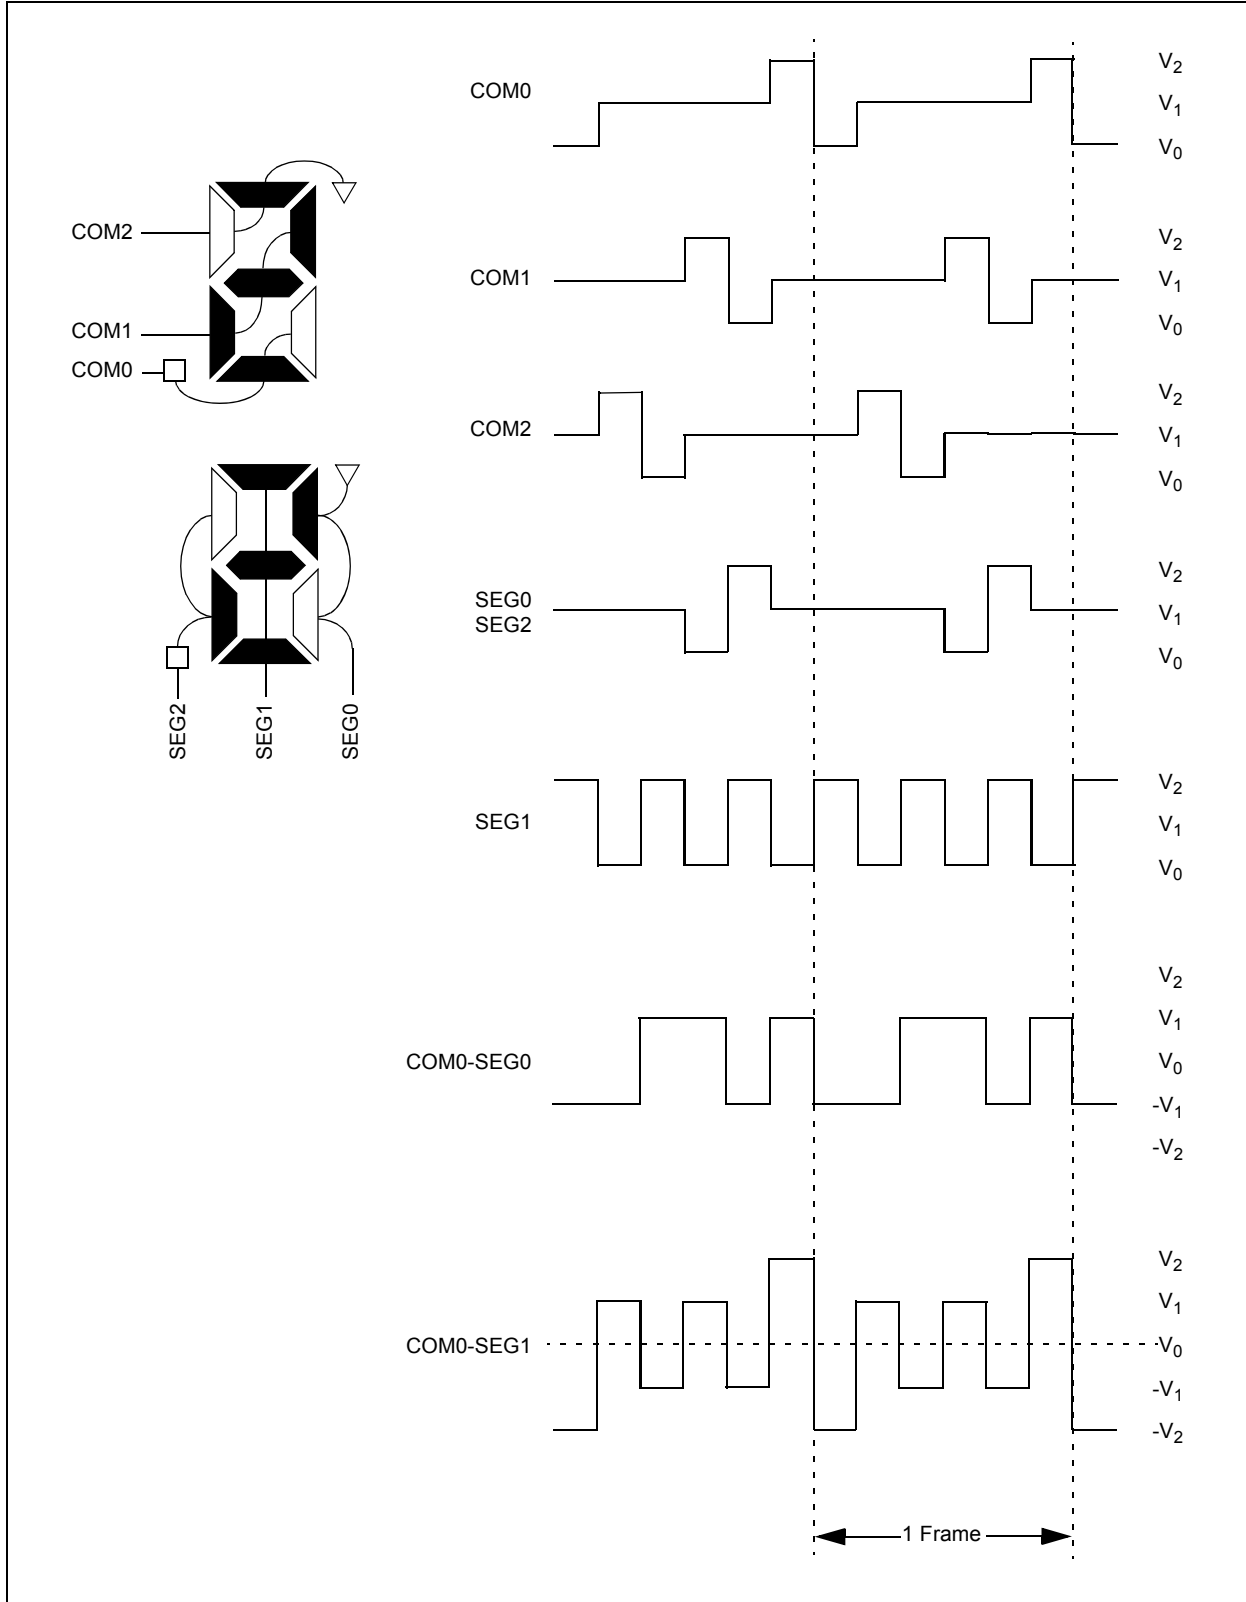 COM0
V2
V1
V0
COM2
COM1
COM0
COM1
V2
V1
V0
COM2
V2
V1
V0
SEG2
SEG1
SEG0
SEG0
SEG2
V2
V1
V0
SEG1
V2
V1
V0
COM0-SEG0
V2
V1
V0
-V1
-V2
COM0-SEG1
V2
V1
V0
-V1
-V2
1 Frame